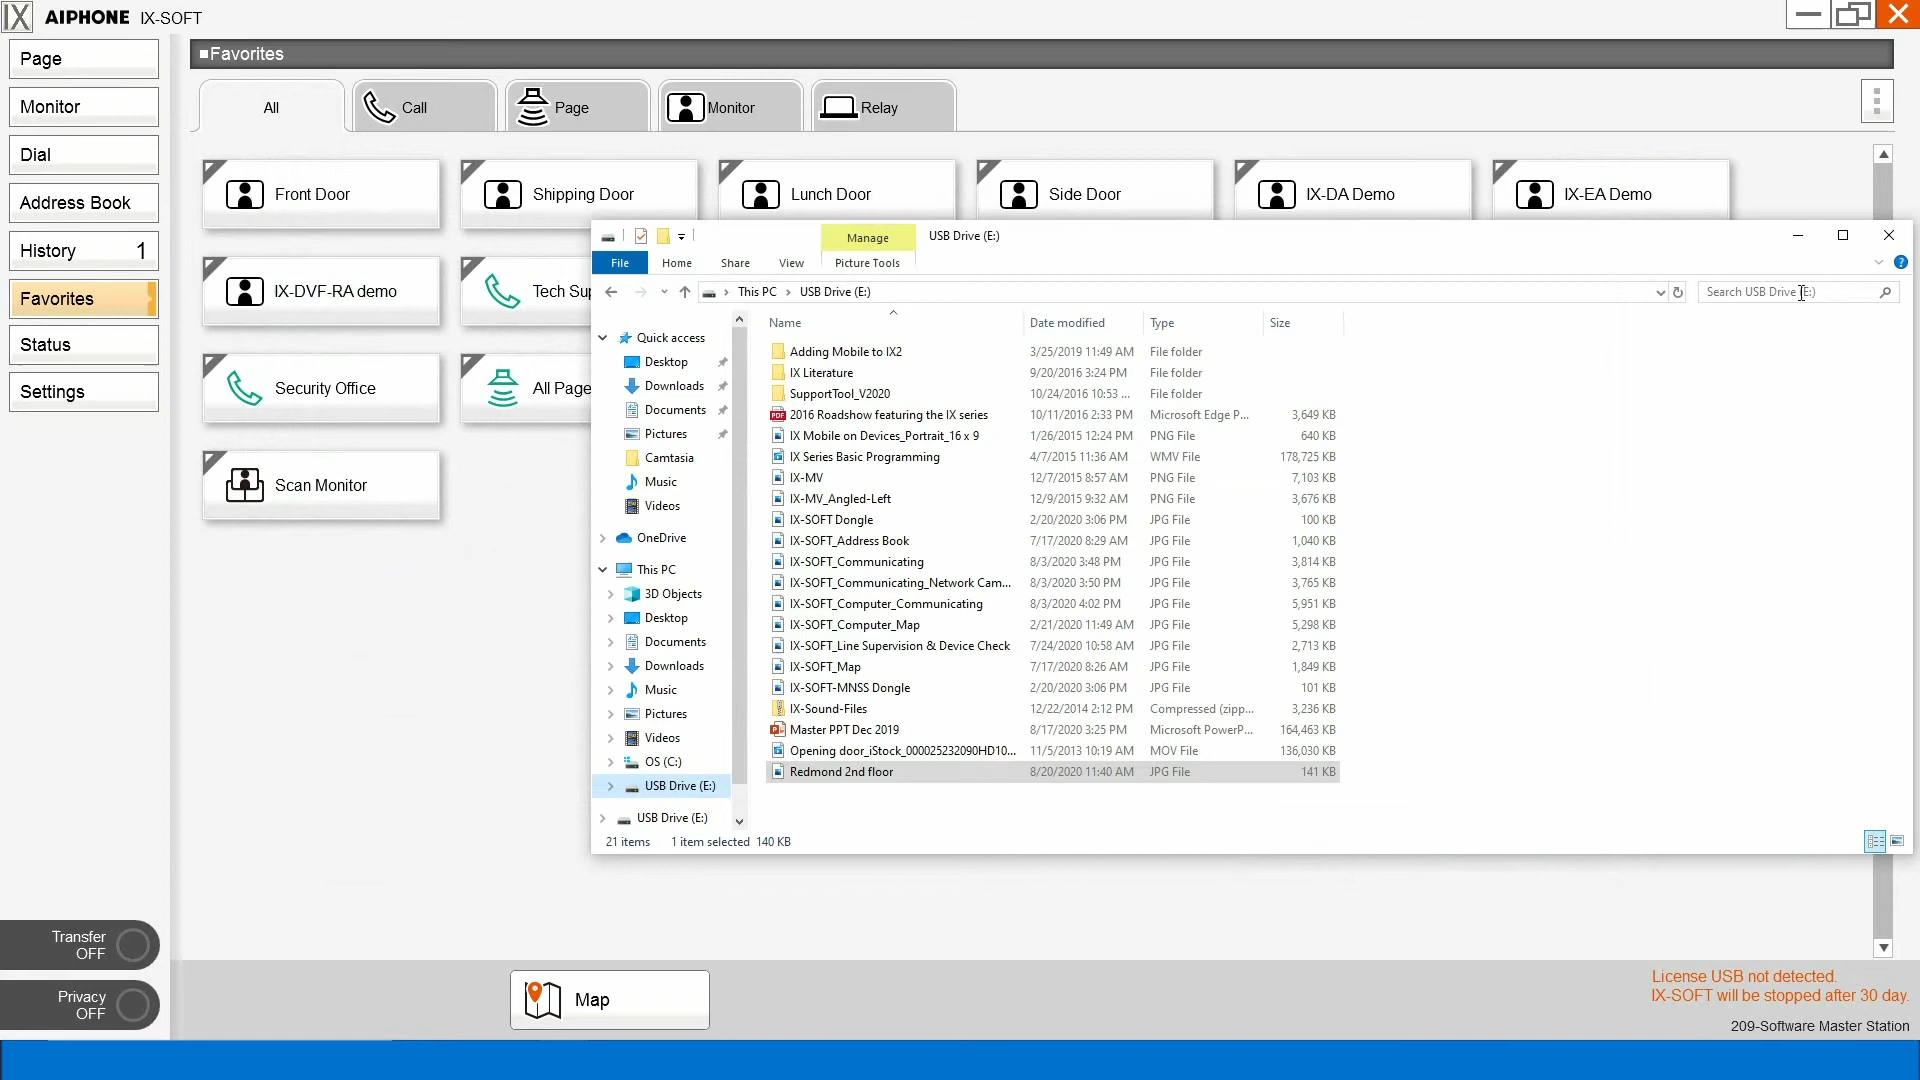 IX AIPHONE IX-SOFT
Page
Monitor
Dial
Address Book
History 1
Favorites
Status
Settings
Transfer
OFF
Privacy
OFF
■Favorites
All
Call
Page
Monitor
Relay
Front Door
Shipping Door
Lunch Door
Side Door
IX-DA Demo
IX-EA Demo
IX-DVF-RA demo
Tech Su
Security Office
All Page
Scan Monitor
Manage
USB Drive (E:)
File
Home
Share
View
Picture Tools
This PC
USB Drive (E:)
Search USB Drive (E:)
Quick access
Desktop
Downloads
Documents
Pictures
Camtasia
Music
Videos
OneDrive
This PC
3D Objects
Desktop
Documents
Downloads
Music
Pictures
Videos
OS (C:)
USB Drive (E:)
USB Drive (E:)
Name Date modified Type Size
Adding Mobile to IX2 3/25/2019 11:49 AM File folder
IX Literature 9/20/2016 3:24 PM File folder
SupportTool_V2020 10/24/2016 10:53 ... File folder
PDF 2016 Roadshow featuring the IX series 10/11/2016 2:33 PM Microsoft Edge P... 3,649 KB
IX Mobile on Devices_Portrait_16 x 9 1/26/2015 12:24 PM PNG File 640 KB
IX Series Basic Programming 4/7/2015 11:36 AM WMV File 178,725 KB
IX-MV 12/7/2015 8:57 AM PNG File 7,103 KB
IX-MV_Angled-Left 12/9/2015 9:32 AM PNG File 3,676 KB
IX-SOFT Dongle 2/20/2020 3:06 PM JPG File 100 KB
IX-SOFT_Address Book 7/17/2020 8:29 AM JPG File 1,040 KB
IX-SOFT_Communicating 8/3/2020 3:48 PM JPG File 3,814 KB
IX-SOFT_Communicating_Network Cam... 8/3/2020 3:50 PM JPG File 3,765 KB
IX-SOFT_Computer_Communicating 8/3/2020 4:02 PM JPG File 5,951 KB
IX-SOFT_Computer_Map 2/21/2020 11:49 AM JPG File 5,298 KB
IX-SOFT_Line Supervision & Device Check 7/24/2020 10:58 AM JPG File 2,713 KB
IX-SOFT_Map 7/17/2020 8:26 AM JPG File 1,849 KB
IX-SOFT-MNSS Dongle 2/20/2020 3:06 PM JPG File 101 KB
IX-Sound-Files 12/22/2014 2:12 PM Compressed (zipp... 3,236 KB
Master PPT Dec 2019 8/17/2020 3:25 PM Microsoft PowerP... 164,463 KB
Opening door_iStock_000025232090HD10... 11/5/2013 10:19 AM MOV File 136,030 KB
Redmond 2nd floor 8/20/2020 11:40 AM JPG File 141 KB
21 items 1 item selected 140 KB
Map
License USB not detected.
IX-SOFT will be stopped after 30 day.
209-Software Master Station